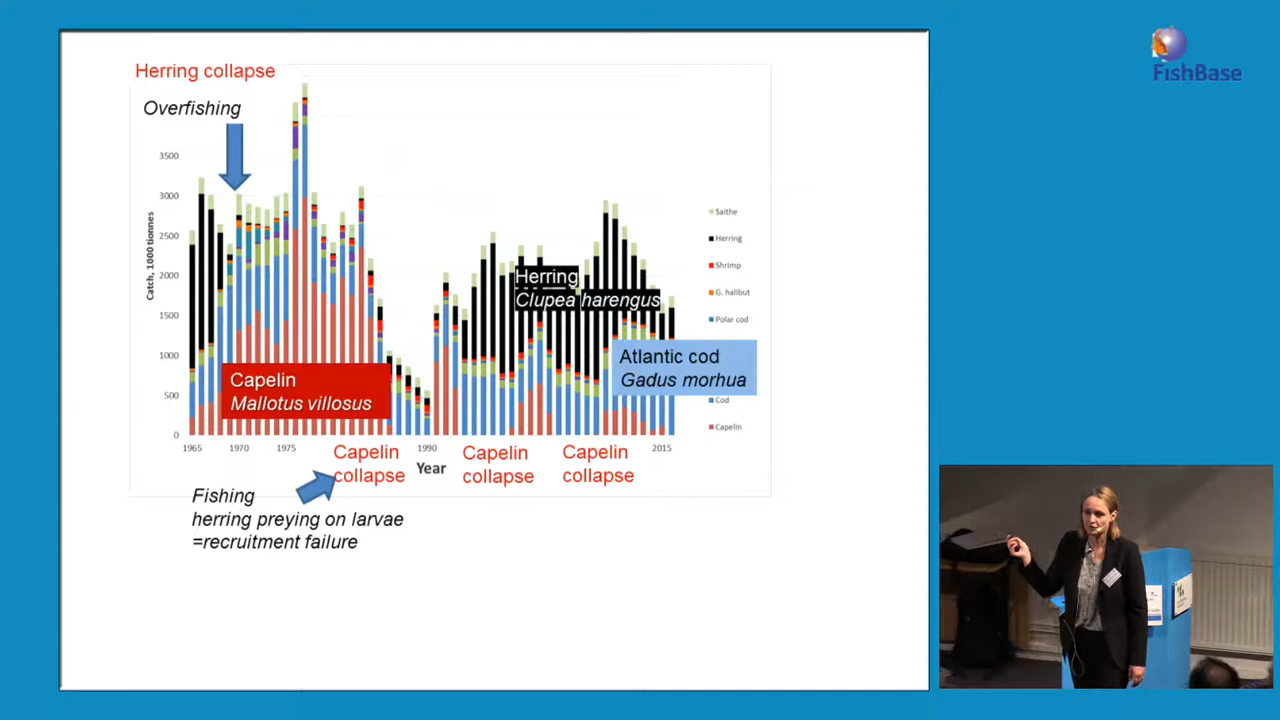 FishBase
Herring collapse
Overfishing
3500
3000
2500
2000
1500
1000
500
0
Catch, 1000 tonnes
Herring
Clupea harengus
Atlantic cod
Gadus morhua
Capelin
Mallotus villosus
Saithe
Herring
Shrimp
G. halibut
Polar cod
Cod
Capelin
1965
1970
1975
1990
2015
Year
Capelin
collapse
Capelin
collapse
Capelin
collapse
Fishing
herring preying on larvae
=recruitment failure